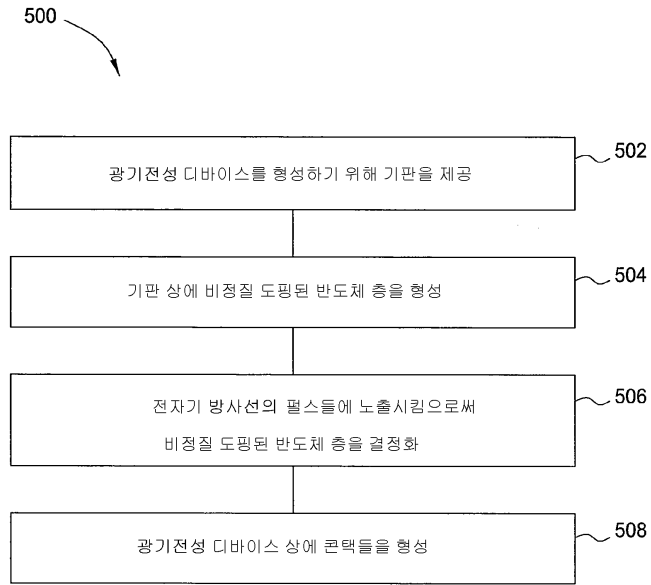 500
광기전성 디바이스를 형성하기 위해 기판을 제공
502
기판 상에 비정질 도핑된 반도체 층을 형성
504
전자기 방사선의 펄스들에 노출시킴으로써
비정질 도핑된 반도체 층을 결정화
506
광기전성 디바이스 상에 콘택들을 형성
508